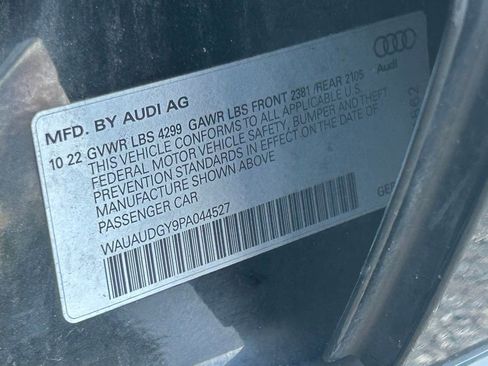 Audi
MFD. BY AUDI AG
10 22 GVWR LBS 4299 GAWR LBS FRONT 2381 /REAR 2105
THIS VEHICLE CONFORMS TO ALL APPLICABLE U.S.
FEDERAL MOTOR VEHICLE SAFETY, BUMPER AND THEFT
PREVENTION STANDARDS IN EFFECT ON THE DATE OF
MANUFACTURE SHOWN ABOVE
PASSENGER CAR
WAUAUDGY9PA044527